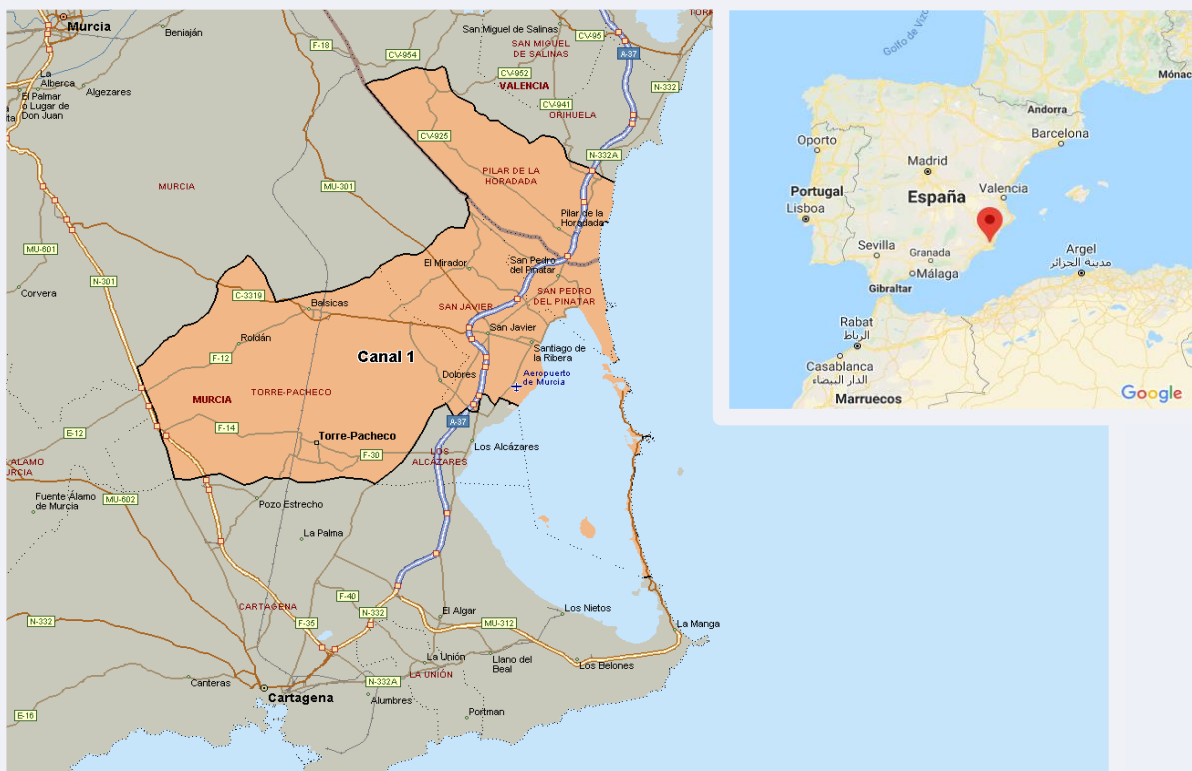 Murcia
Beniaján
San Miguel de Salinas
CV-95
F-18
CV-954
SAN MIGUEL
DE SALINAS
A-37
La
Alberca
Algezares
CV-952
VALENCIA
N-332
El Palmar
Lugar de
Don Juan
CV-941
ORIHUELA
CV-925
N-332A
PILAR DE LA
HORADADA
MURCIA
MU-301
Pilar de la
Horadada
MU-601
El Mirador
San Pedro
del Pinatar
N-301
Corvera
C-3319
Balsicas
SAN JAVIER
SAN PEDRO
DEL PINATAR
Roldán
San Javier
F-12
Canal 1
Santiago de
la Ribera
Dolores
Aeropuerto
de Murcia
MURCIA
TORRE-PACHECO
E-12
F-14
A-37
Torre-Pacheco
Los Alcázares
F-30
LOS
ALCÁZARES
Fuente Álamo
de Murcia
MU-602
Pozo Estrecho
La Palma
CARTAGENA
F-40
N-332
El Algar
Los Nietos
N-332
F-35
MU-312
La Manga
La Unión
Llano del
Beal
Los Belones
LA UNIÓN
Canteras
N-332A
Cartagena
Alumbres
E-16
Portman
Golfo de Vizc
Mónac
Andorra
Oporto
Barcelona
Madrid
Portugal
España
Valencia
Lisboa
Sevilla
Granada
Argel
مدينة الجزائر
Málaga
Gibraltar
Rabat
الرباط
Casablanca
الدار البيضاء
Marruecos
Google